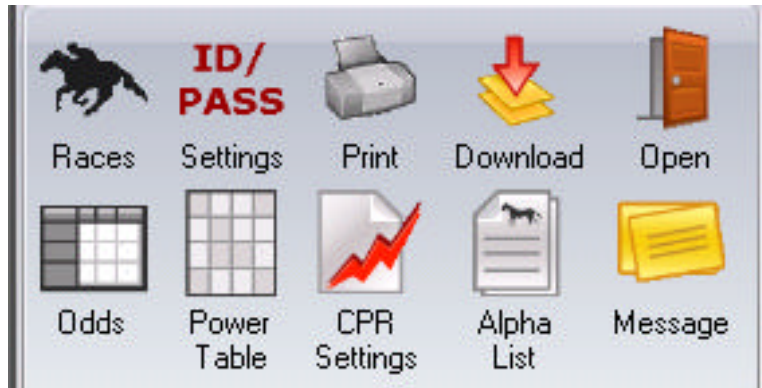 ID/
PASS
Races
Settings
Print
Download
Open
Odds
Power
Table
CPR
Settings
Alpha
List
Message